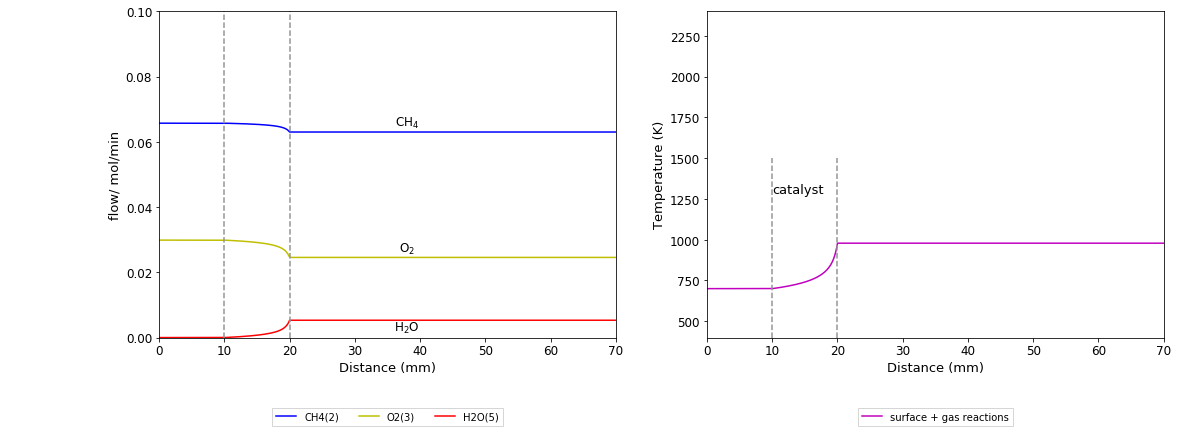 0.10
0.08
0.06
0.04
0.02
0.00
flow/ mol/min
CH₄
O₂
H₂O
0 10 20 30 40 50 60 70
Distance (mm)
CH4(2) O2(3) H2O(5)
2250
2000
1750
1500
1250
1000
750
500
Temperature (K)
catalyst
0 10 20 30 40 50 60 70
Distance (mm)
surface + gas reactions